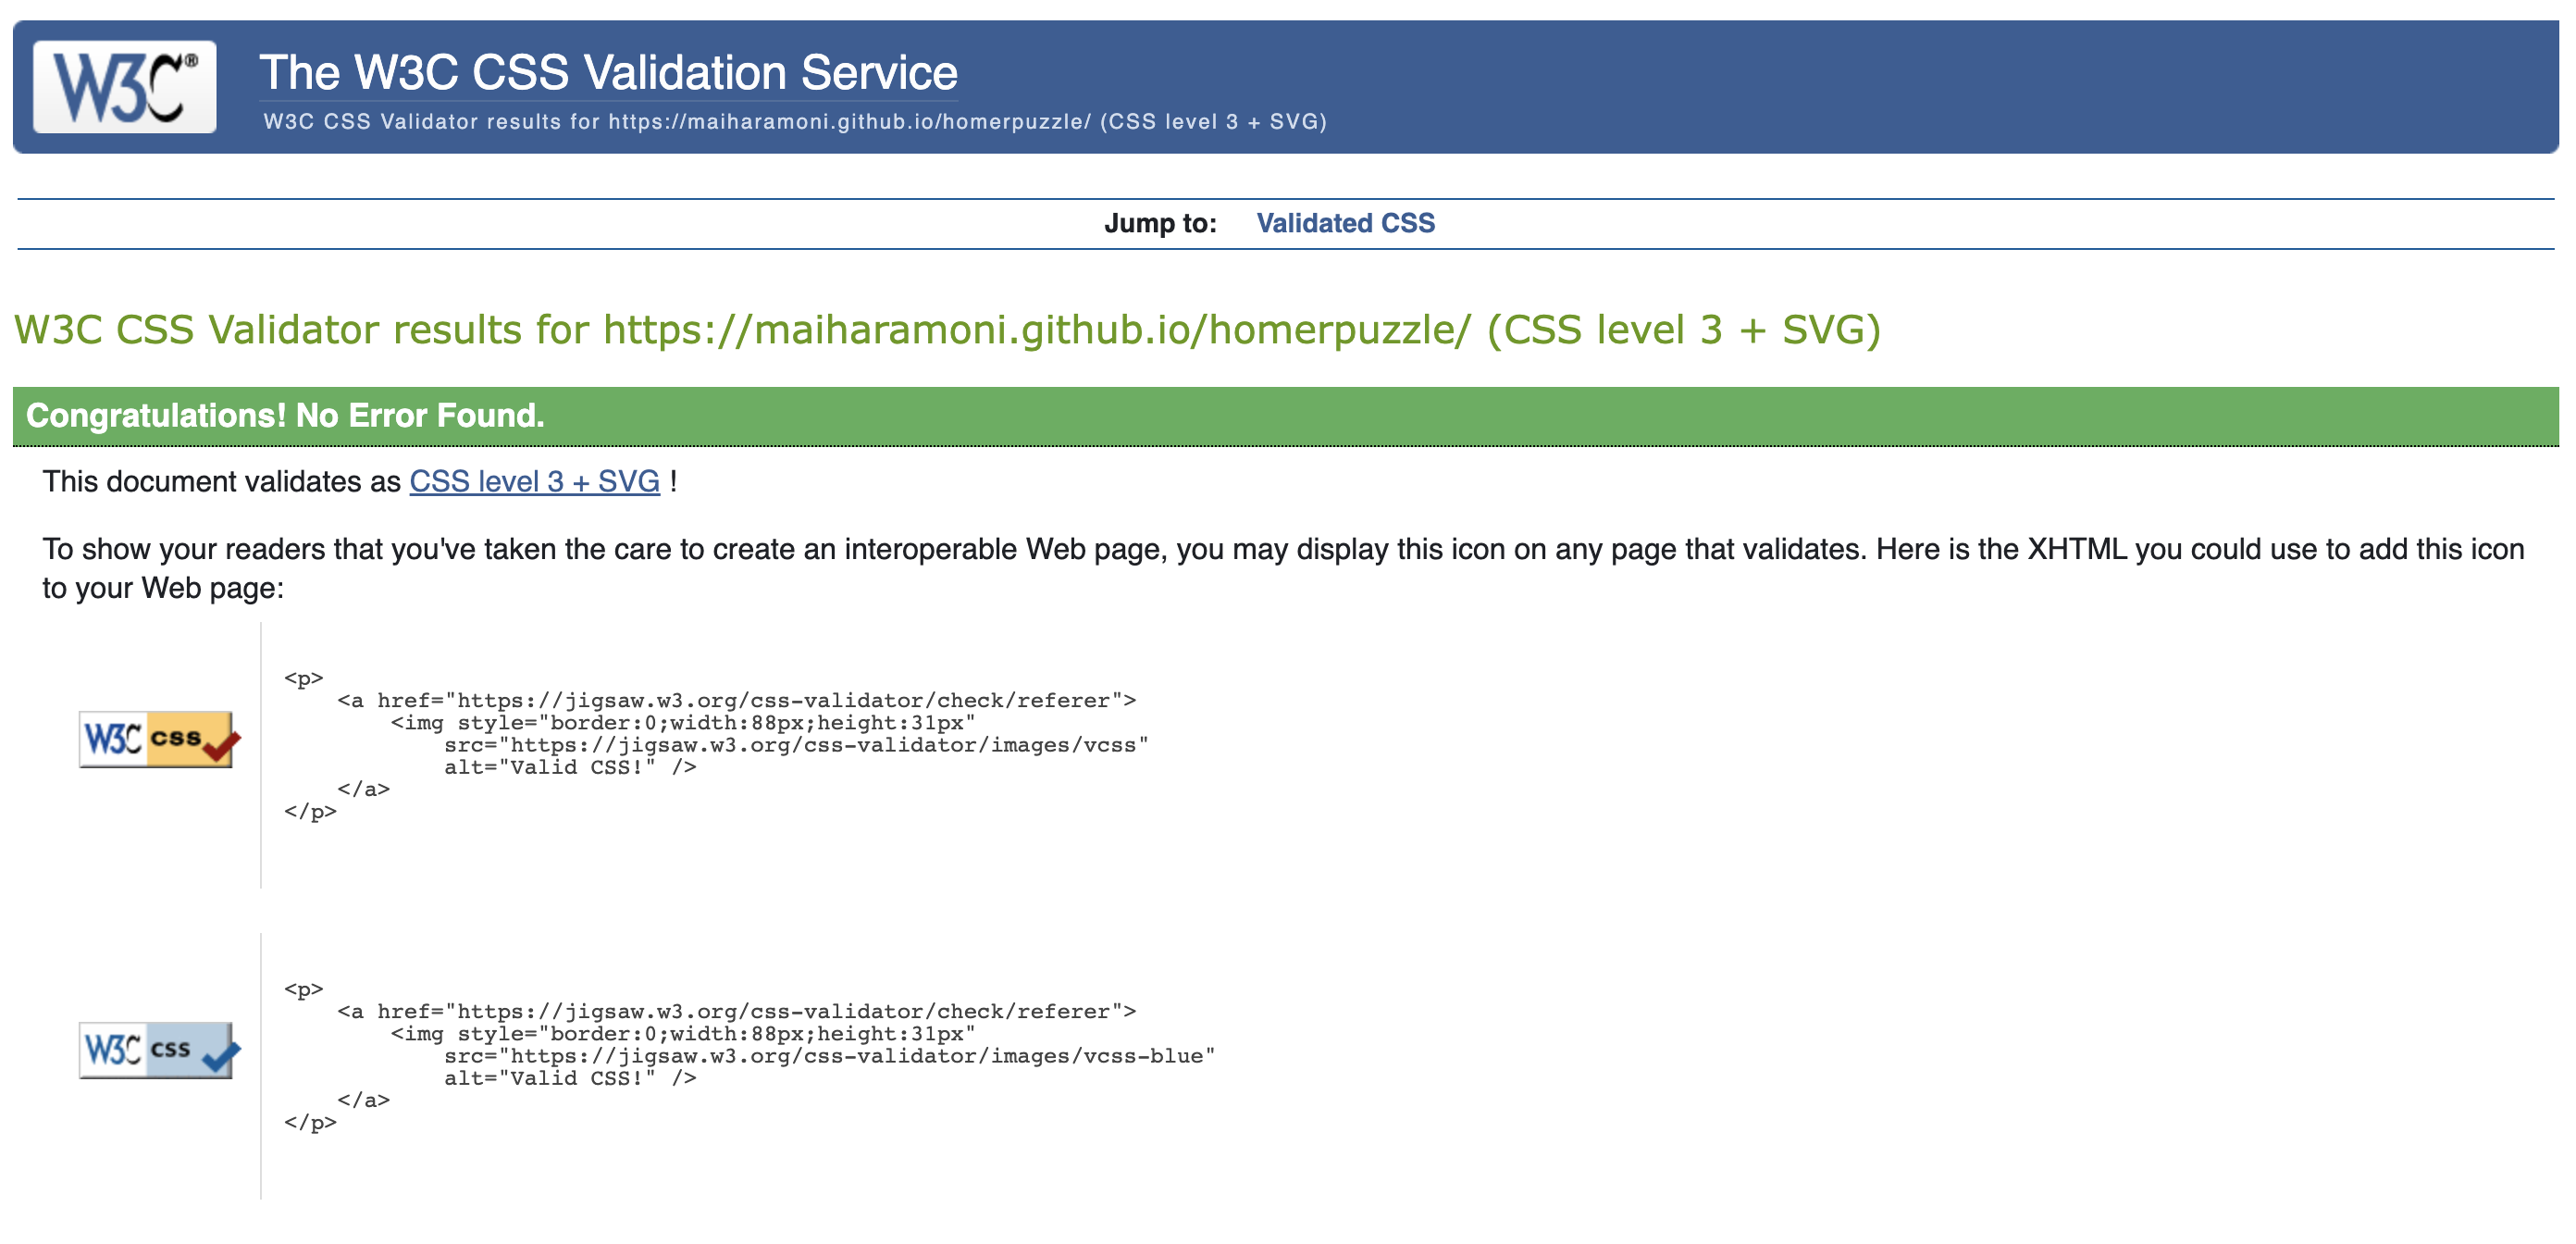 W3C®
The W3C CSS Validation Service
W3C CSS Validator results for https://maiharamoni.github.io/homerpuzzle/ (CSS level 3 + SVG)
Jump to: Validated CSS
W3C CSS Validator results for https://maiharamoni.github.io/homerpuzzle/ (CSS level 3 + SVG)
Congratulations! No Error Found.
This document validates as CSS level 3 + SVG !
To show your readers that you've taken the care to create an interoperable Web page, you may display this icon on any page that validates. Here is the XHTML you could use to add this icon
to your Web page:
W3C css
<p>
    <a href="https://jigsaw.w3.org/css-validator/check/referer">
        <img style="border:0;width:88px;height:31px"
            src="https://jigsaw.w3.org/css-validator/images/vcss"
            alt="Valid CSS!" />
    </a>
</p>
W3C css
<p>
    <a href="https://jigsaw.w3.org/css-validator/check/referer">
        <img style="border:0;width:88px;height:31px"
            src="https://jigsaw.w3.org/css-validator/images/vcss-blue"
            alt="Valid CSS!" />
    </a>
</p>